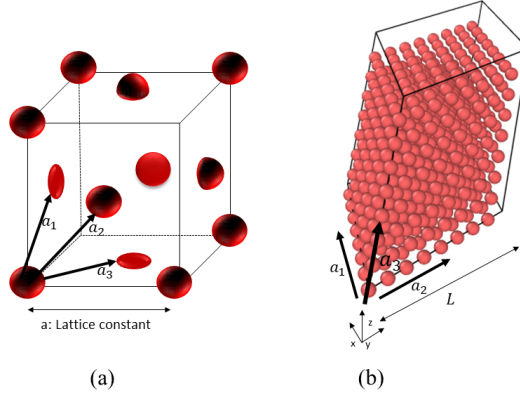 a₁
a₂
a₃
a: Lattice constant
(a)
a₁
a₃
a₂
L
z
x
y
(b)